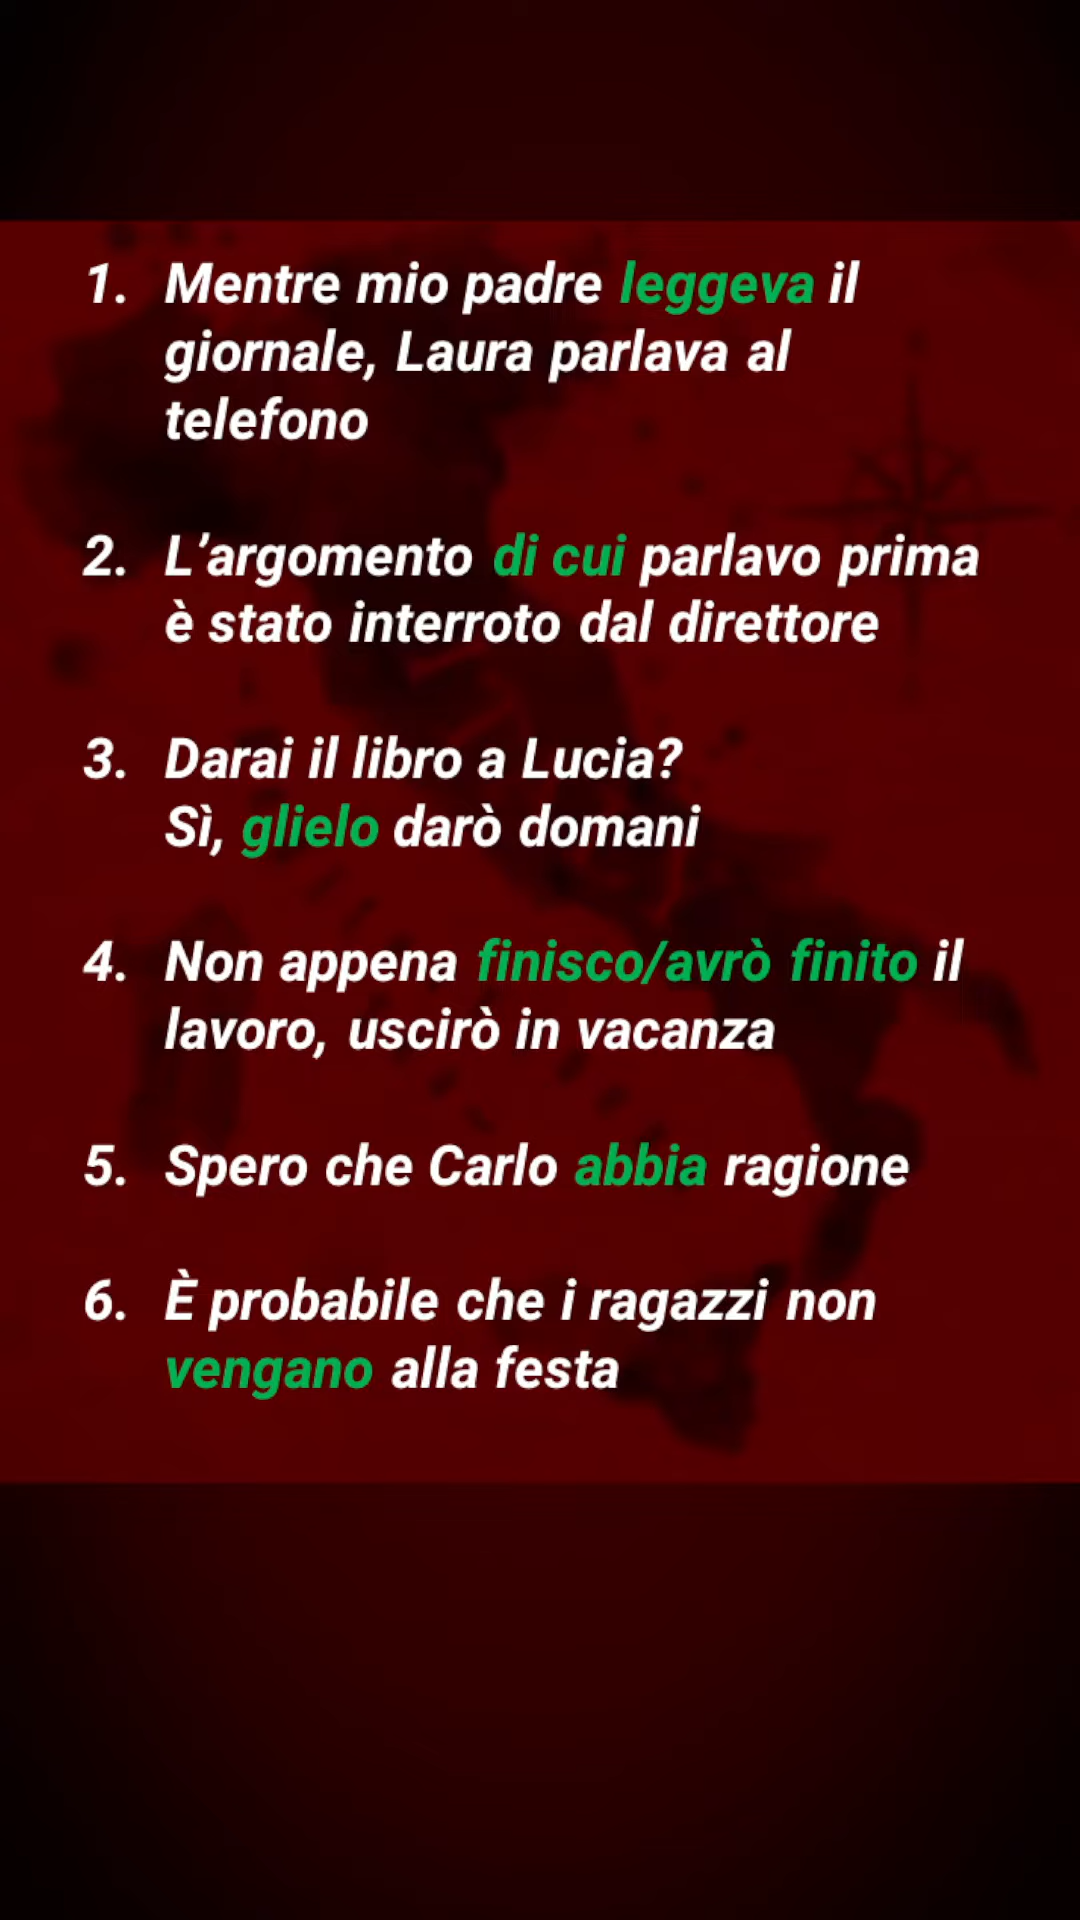 1. Mentre mio padre leggeva il
giornale, Laura parlava al
telefono
2. L’argomento di cui parlavo prima
è stato interroto dal direttore
3. Darai il libro a Lucia?
Sì, glielo darò domani
4. Non appena finisco/avrò finito il
lavoro, uscirò in vacanza
5. Spero che Carlo abbia ragione
6. È probabile che i ragazzi non
vengano alla festa